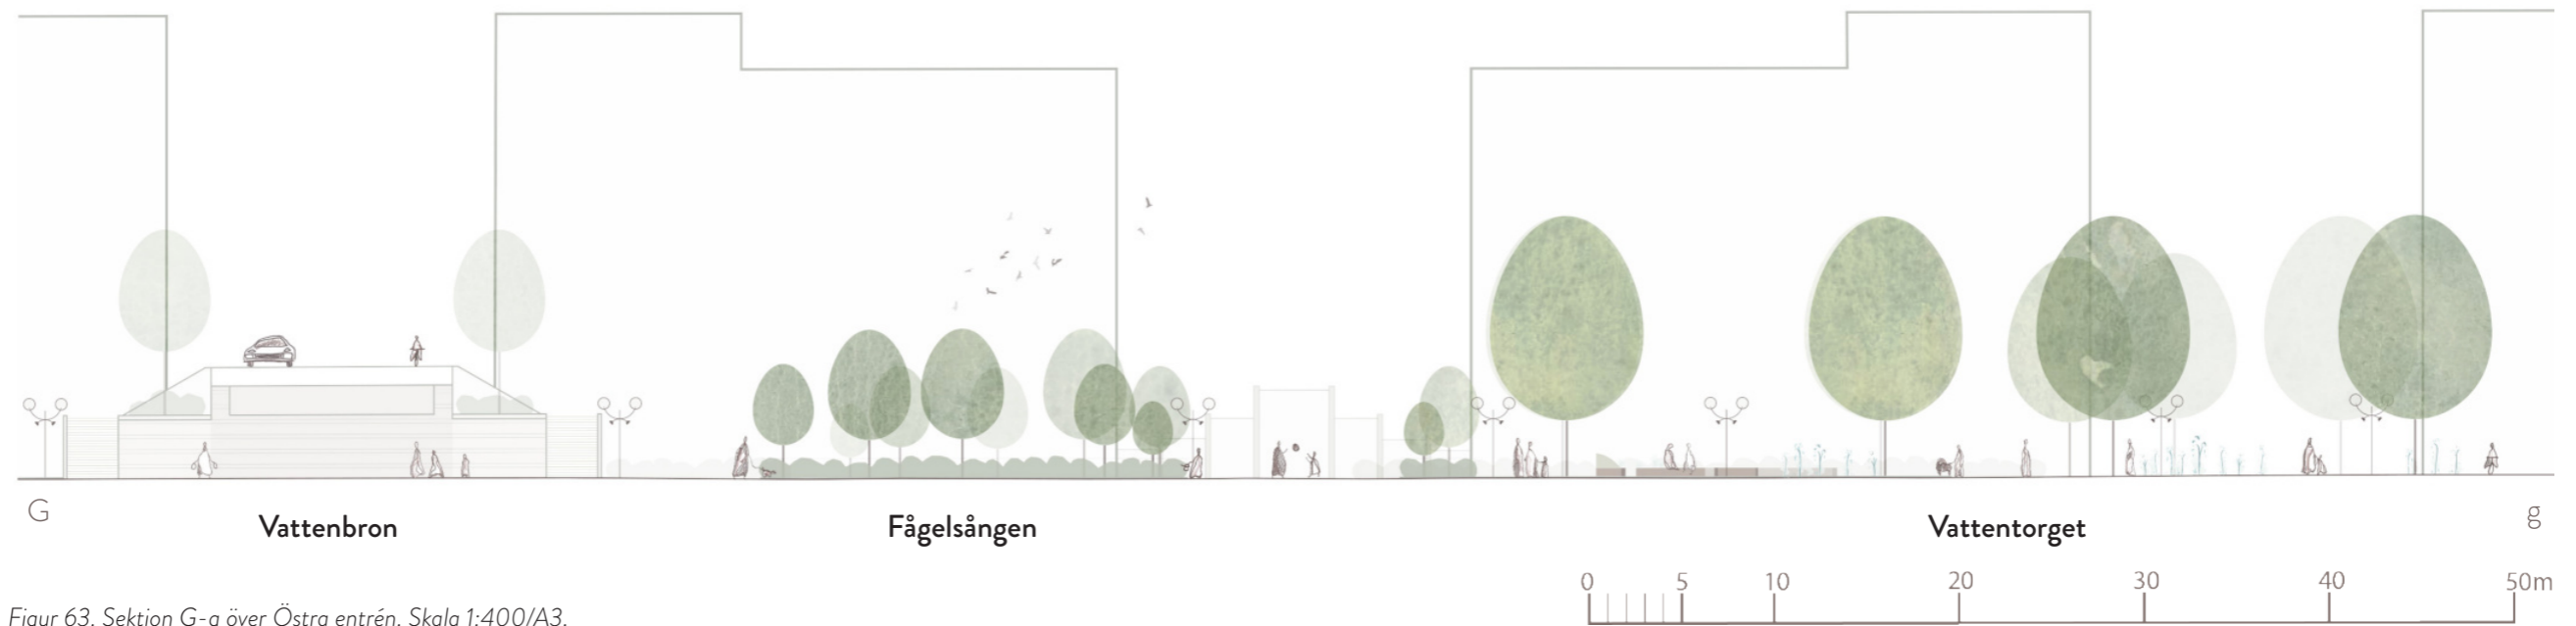 G
g
Vattenbron
Fågelsången
Vattentorget
0 5 10 20 30 40 50m
Figur 63. Sektion G-g över Östra entrén. Skala 1:400/A3.